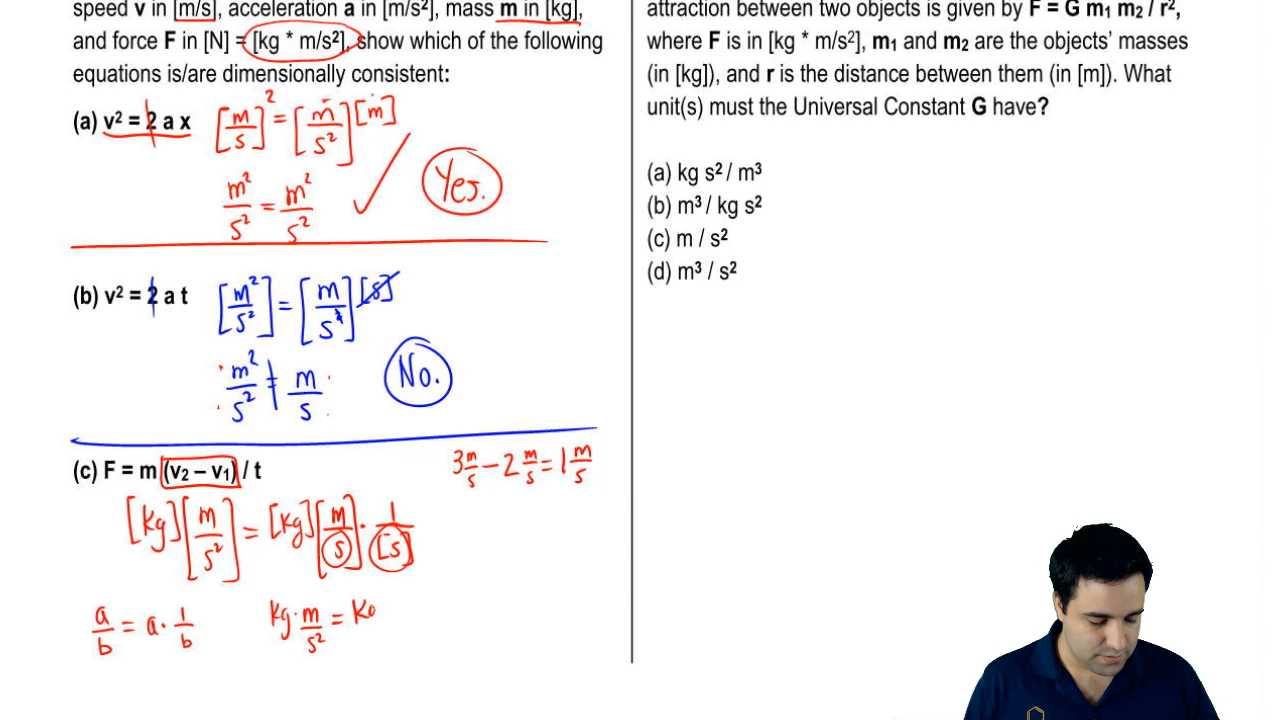 speed v in [m/s], acceleration a in [m/s²], mass m in [kg],
and force F in [N] = [kg * m/s²], show which of the following
equations is/are dimensionally consistent:
(a) v² = 2 a x [m/s]² = [m/s²][m]
m²/s² = m²/s² Yes.
(b) v² = 2 a t [m²/s²] = [m/s²][s]
m²/s² ≠ m/s No.
(c) F = m (v₂ – v₁) / t 3 m/s − 2 m/s = 1 m/s
[kg][m/s²] = [kg][m/s] · 1/[s]
a/b = a · 1/b kg · m/s² = k
attraction between two objects is given by F = G m₁ m₂ / r²,
where F is in [kg * m/s²], m₁ and m₂ are the objects' masses
(in [kg]), and r is the distance between them (in [m]). What
unit(s) must the Universal Constant G have?
(a) kg s² / m³
(b) m³ / kg s²
(c) m / s²
(d) m³ / s²